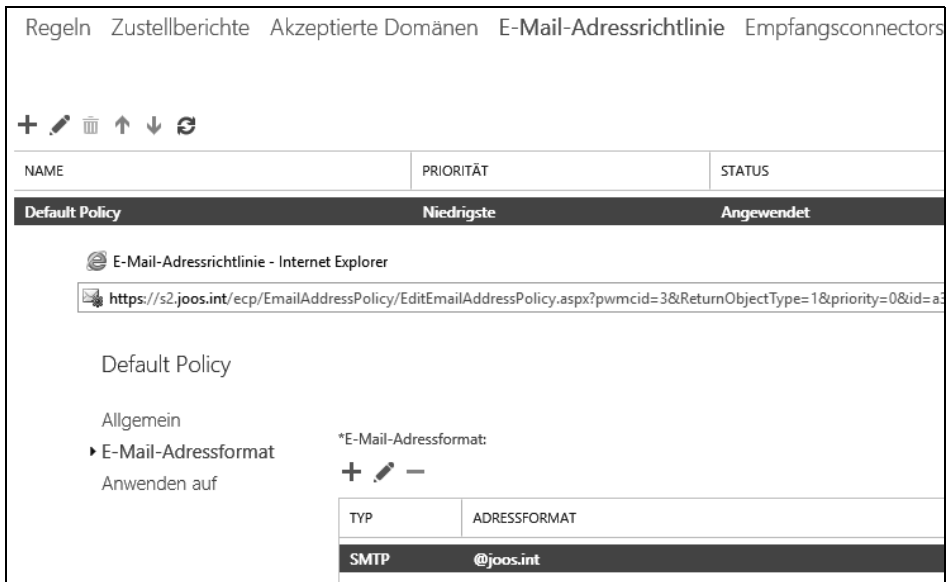 Regeln Zustellberichte Akzeptierte Domänen E-Mail-Adressrichtlinie Empfangsconnectors
NAME PRIORITÄT STATUS
Default Policy Niedrigste Angewendet
E-Mail-Adressrichtlinie - Internet Explorer
https://s2.joos.int/ecp/EmailAddressPolicy/EditEmailAddressPolicy.aspx?pwmcid=3&ReturnObjectType=1&priority=0&id=a3
Default Policy
Allgemein
E-Mail-Adressformat
Anwenden auf
*E-Mail-Adressformat:
TYP ADRESSFORMAT
SMTP @joos.int